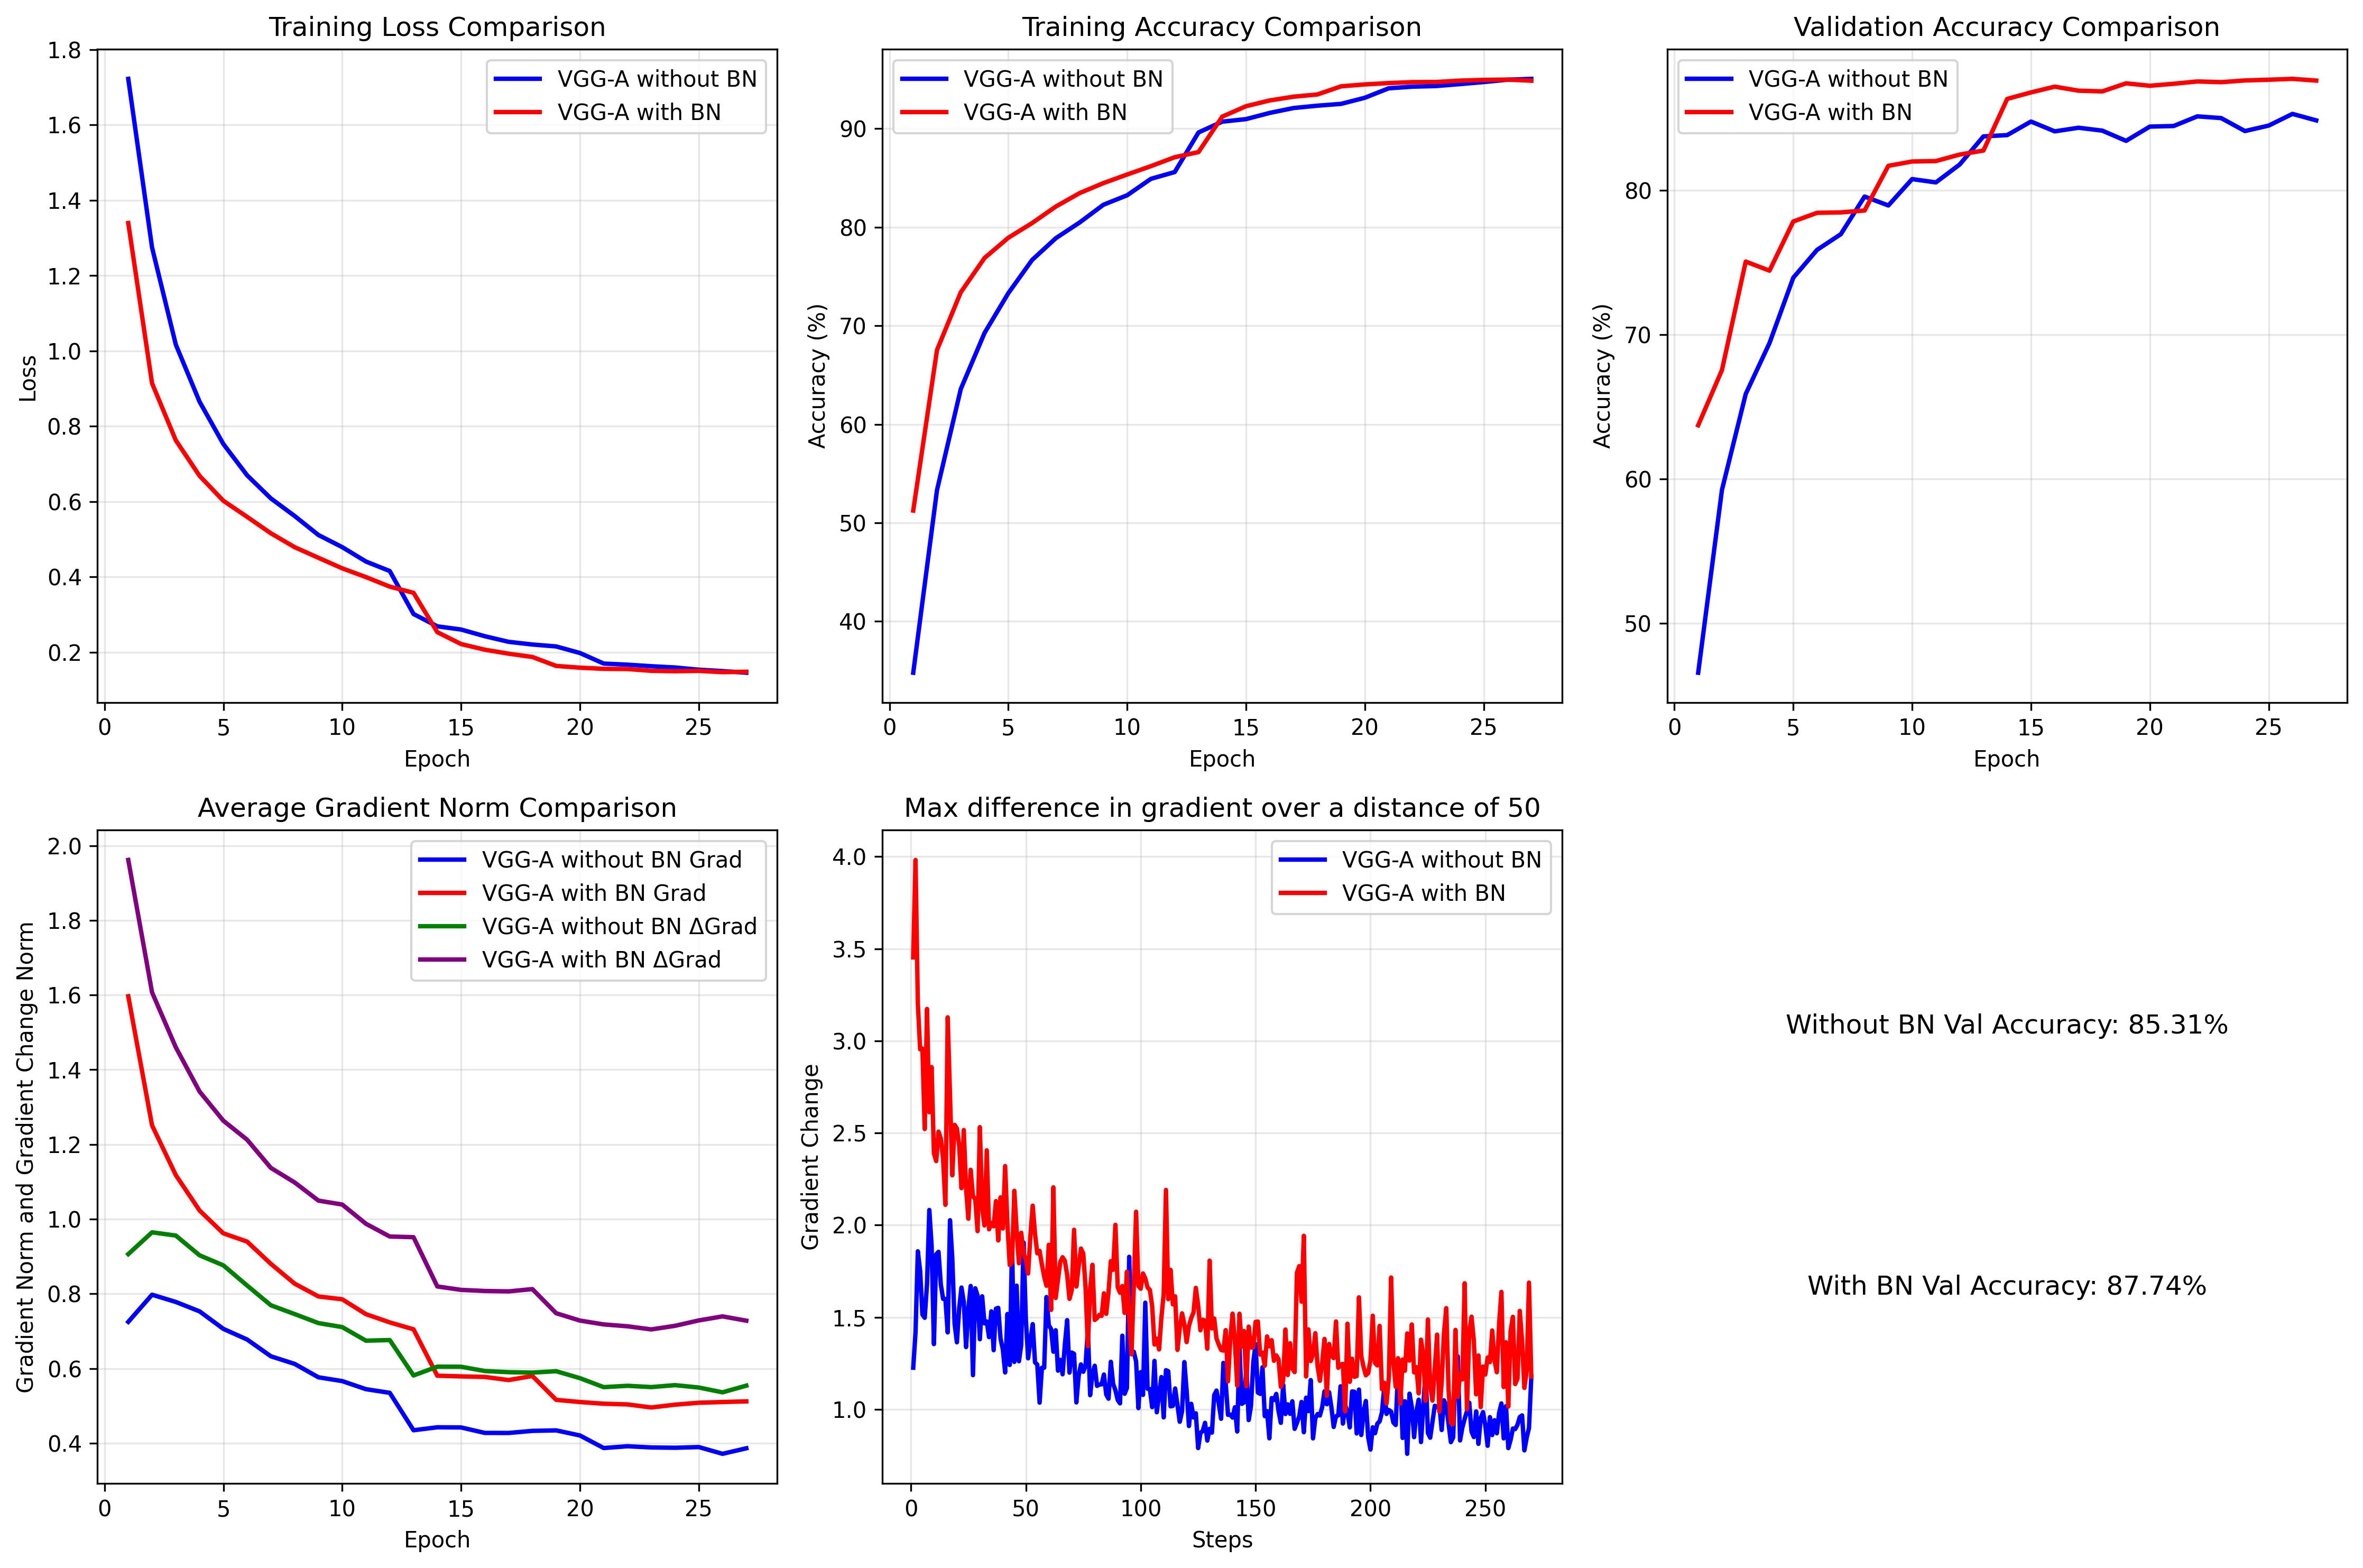 Training Loss Comparison
1.8
1.6
1.4
1.2
1.0
0.8
0.6
0.4
0.2
Loss
VGG-A without BN
VGG-A with BN
0 5 10 15 20 25
Epoch
Training Accuracy Comparison
90
80
70
60
50
40
Accuracy (%)
VGG-A without BN
VGG-A with BN
0 5 10 15 20 25
Epoch
Validation Accuracy Comparison
80
70
60
50
Accuracy (%)
VGG-A without BN
VGG-A with BN
0 5 10 15 20 25
Epoch
Average Gradient Norm Comparison
2.0
1.8
1.6
1.4
1.2
1.0
0.8
0.6
0.4
Gradient Norm and Gradient Change Norm
VGG-A without BN Grad
VGG-A with BN Grad
VGG-A without BN ΔGrad
VGG-A with BN ΔGrad
0 5 10 15 20 25
Epoch
Max difference in gradient over a distance of 50
4.0
3.5
3.0
2.5
2.0
1.5
1.0
Gradient Change
VGG-A without BN
VGG-A with BN
0 50 100 150 200 250
Steps
Without BN Val Accuracy: 85.31%
With BN Val Accuracy: 87.74%